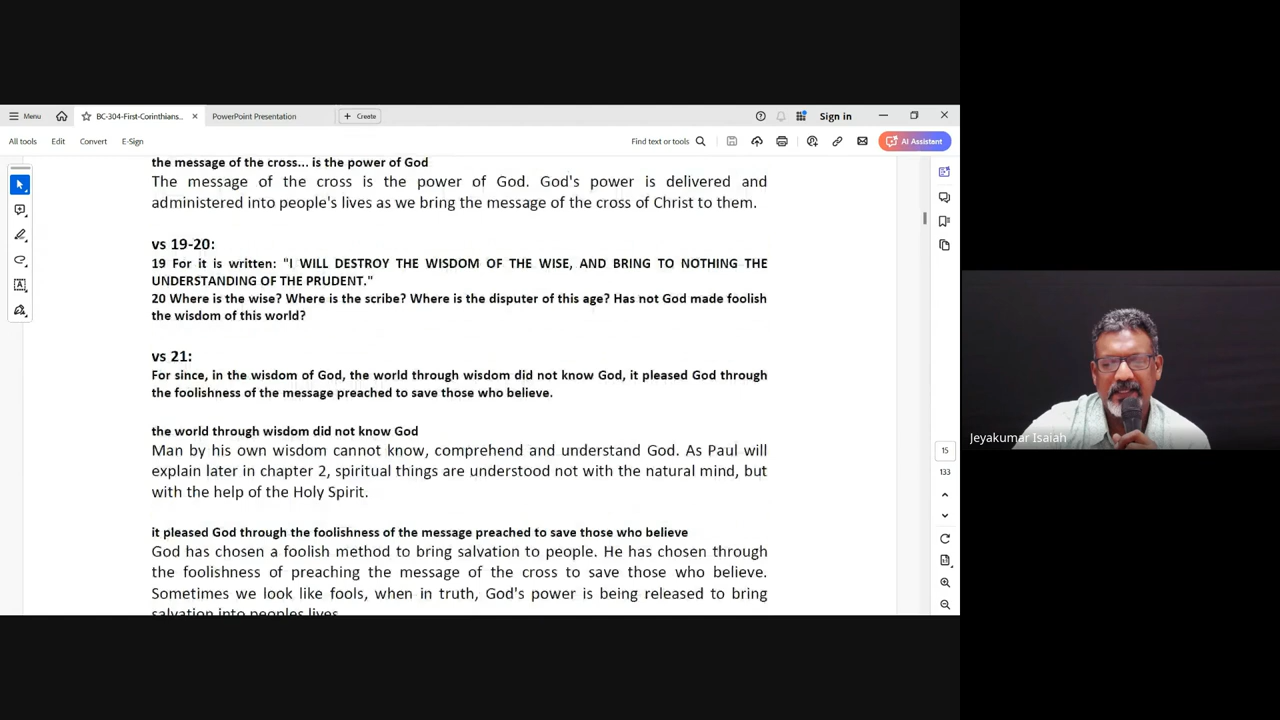 Menu
BC-304-First-Corinthians...
PowerPoint Presentation
Create
Sign in
All tools
Edit
Convert
E-Sign
Find text or tools
AI Assistant
the message of the cross... is the power of God
The message of the cross is the power of God. God's power is delivered and
administered into people's lives as we bring the message of the cross of Christ to them.
vs 19-20:
19 For it is written: "I WILL DESTROY THE WISDOM OF THE WISE, AND BRING TO NOTHING THE
UNDERSTANDING OF THE PRUDENT."
20 Where is the wise? Where is the scribe? Where is the disputer of this age? Has not God made foolish
the wisdom of this world?
vs 21:
For since, in the wisdom of God, the world through wisdom did not know God, it pleased God through
the foolishness of the message preached to save those who believe.
the world through wisdom did not know God
Man by his own wisdom cannot know, comprehend and understand God. As Paul will
explain later in chapter 2, spiritual things are understood not with the natural mind, but
with the help of the Holy Spirit.
it pleased God through the foolishness of the message preached to save those who believe
God has chosen a foolish method to bring salvation to people. He has chosen through
the foolishness of preaching the message of the cross to save those who believe.
Sometimes we look like fools, when in truth, God's power is being released to bring
salvation into peoples lives.
15
133
Jeyakumar Isaiah